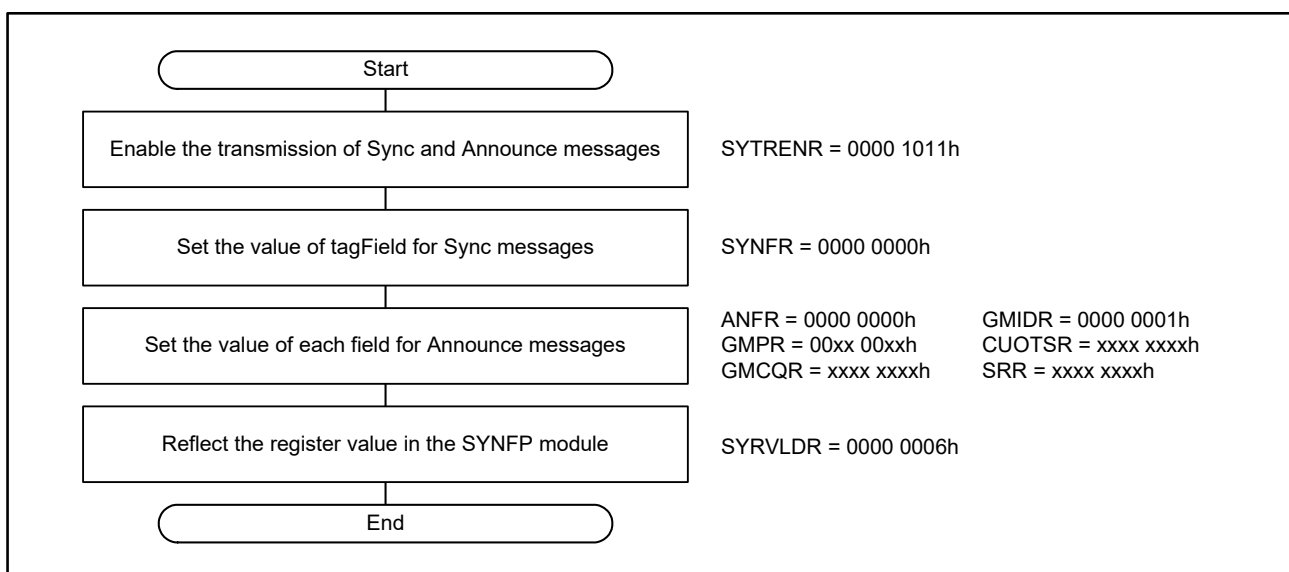 Start
Enable the transmission of Sync and Announce messages
SYTRENR = 0000 1011h
Set the value of tagField for Sync messages
SYNFR = 0000 0000h
Set the value of each field for Announce messages
ANFR = 0000 0000h
GMPR = 00xx 00xxh
GMCQR = xxxx xxxxh
GMIDR = 0000 0001h
CUOTSR = xxxx xxxxh
SRR = xxxx xxxxh
Reflect the register value in the SYNFP module
SYRVLDR = 0000 0006h
End